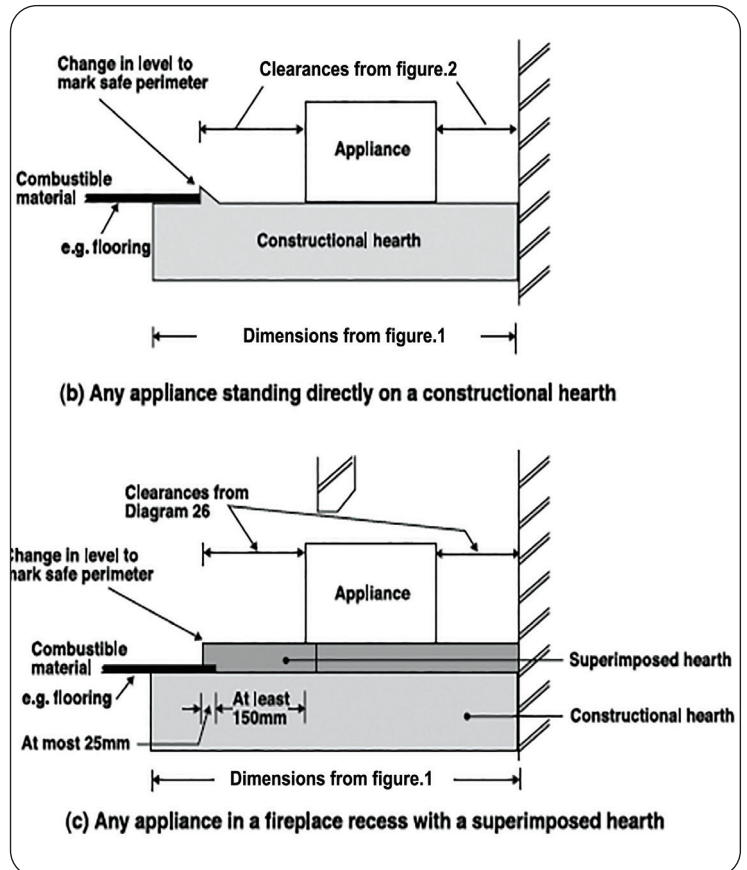 Change in level to
mark safe perimeter
Clearances from figure.2
Appliance
Combustible
material
e.g. flooring
Constructional hearth
Dimensions from figure.1
(b) Any appliance standing directly on a constructional hearth
Clearances from
Diagram 26
hange in level to
mark safe perimeter
Appliance
Combustible
material
e.g. flooring
Superimposed hearth
At least
150mm
Constructional hearth
At most 25mm
Dimensions from figure.1
(c) Any appliance in a fireplace recess with a superimposed hearth